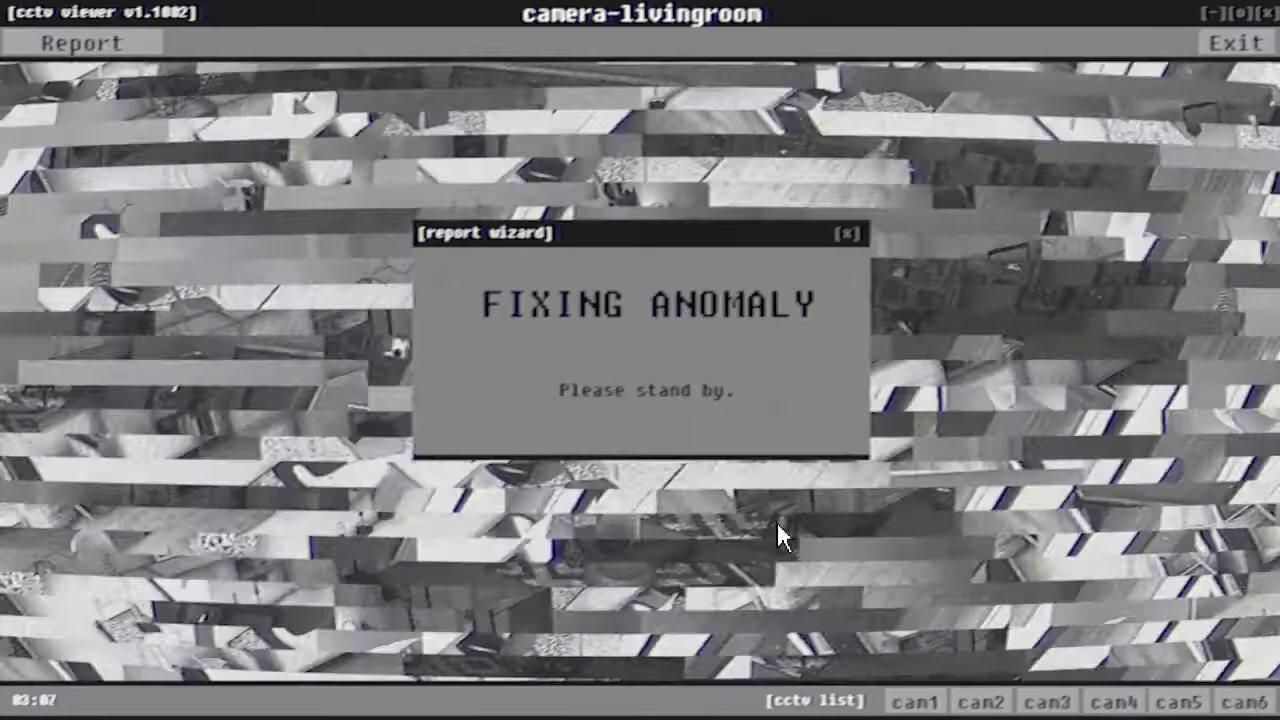 [cctv viewer v1.1002] camera-livingroom [-][o][x]
Report Exit
[report wizard] [x]
FIXING ANOMALY
Please stand by.
03:07 [cctv list] cam1 cam2 cam3 cam4 cam5 cam6